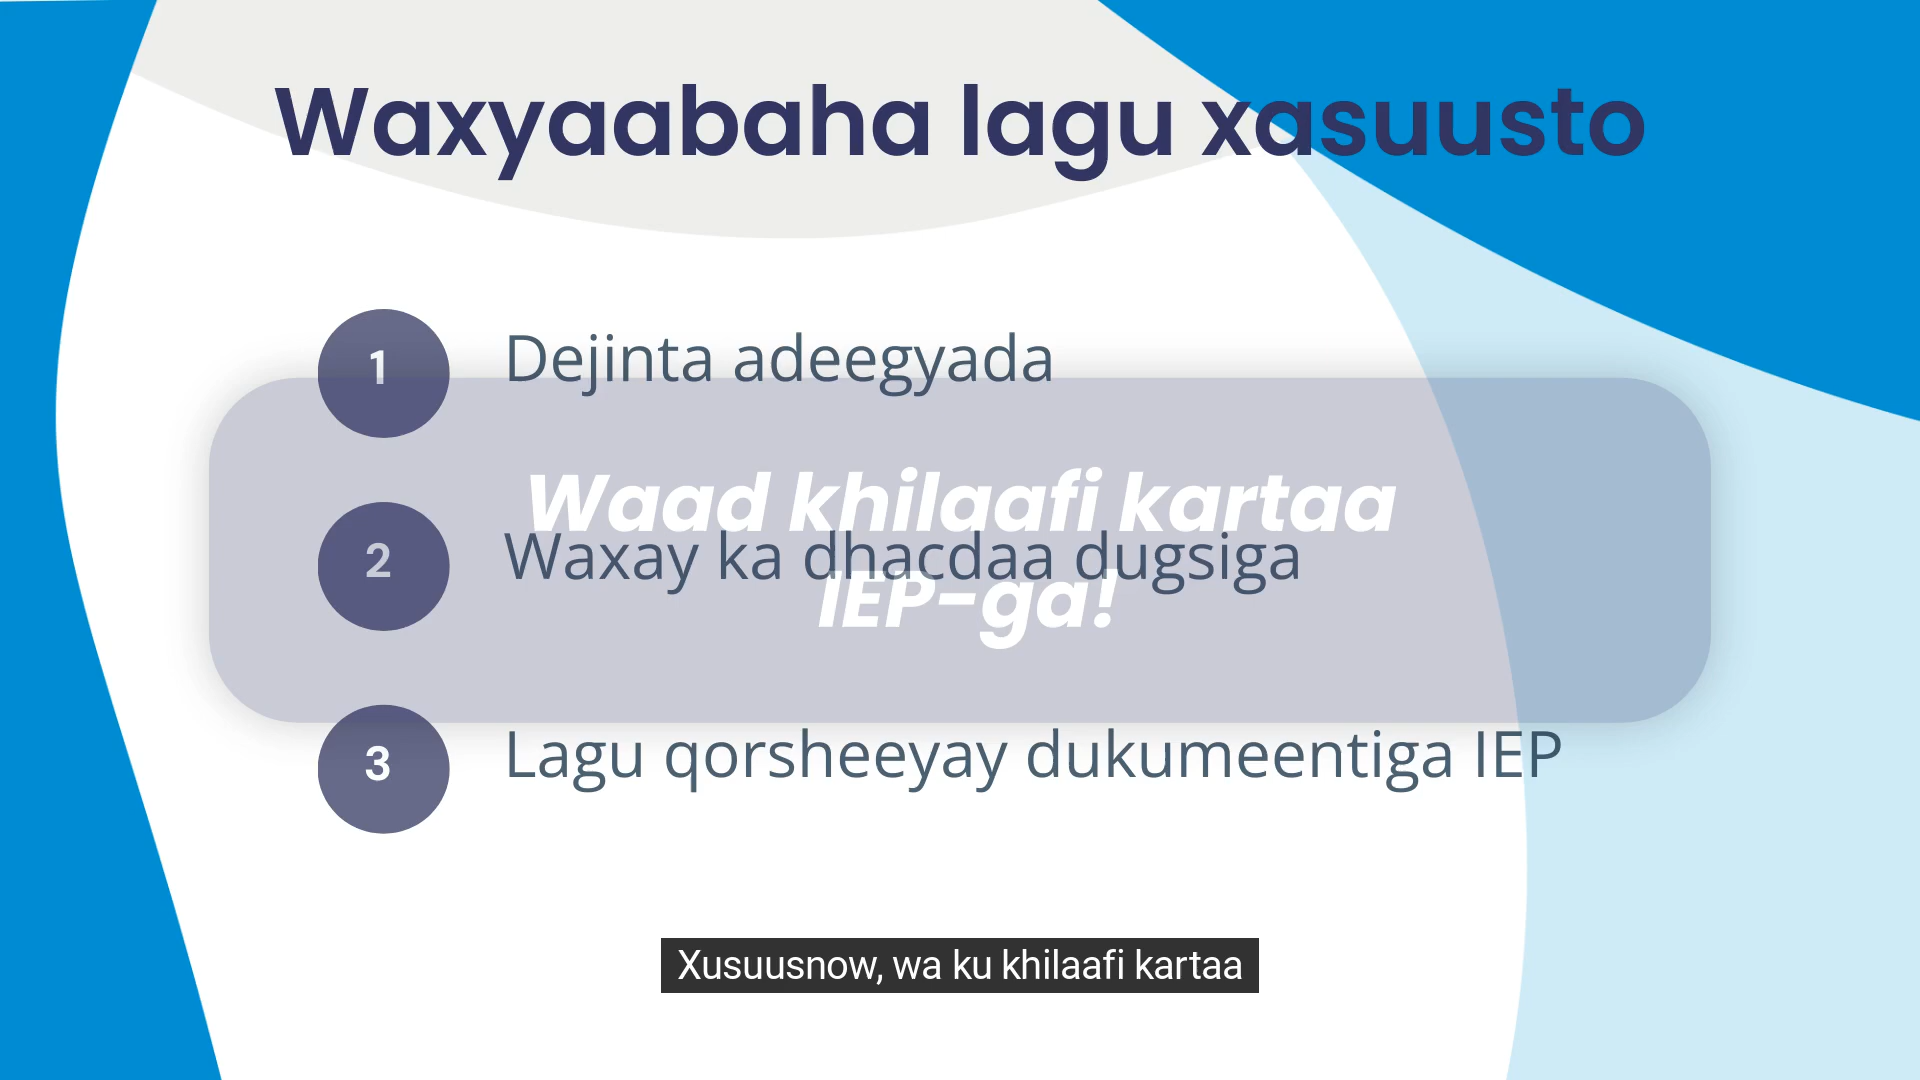 Waxyaabaha lagu xasuusto
1
Dejinta adeegyada
Waad khilaafi kartaa
2
Waxay ka dhacdaa dugsiga
IEP-ga!
3
Lagu qorsheeyay dukumeentiga IEP
Xusuusnow, wa ku khilaafi kartaa